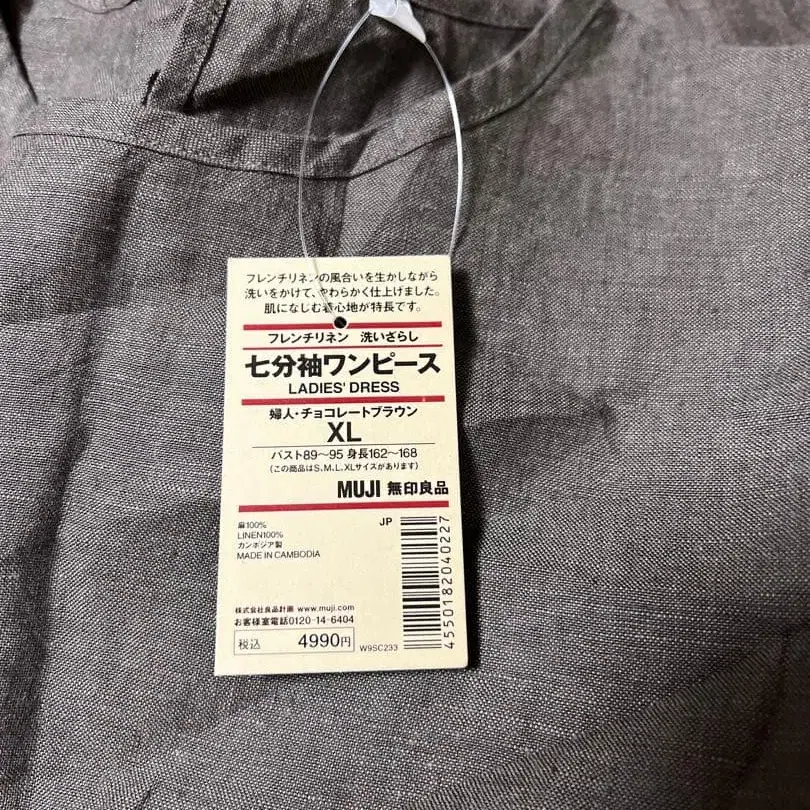 フレンチリネンの風合いを生かしながら
洗いをかけて、やわらかく仕上げました。
肌になじむ着心地が特長です。
フレンチリネン 洗いざらし
七分袖ワンピース
LADIES' DRESS
婦人・チョコレートブラウン
XL
バスト89〜95 身長162〜168
(この商品はS、M、L、XLサイズがあります)
MUJI 無印良品
JP
麻100%
LINEN100%
カンボジア製
MADE IN CAMBODIA
株式会社良品計画 www.muji.com
お客様室電話0120-14-6404
税込 4990円
W9SC233
4550182040227